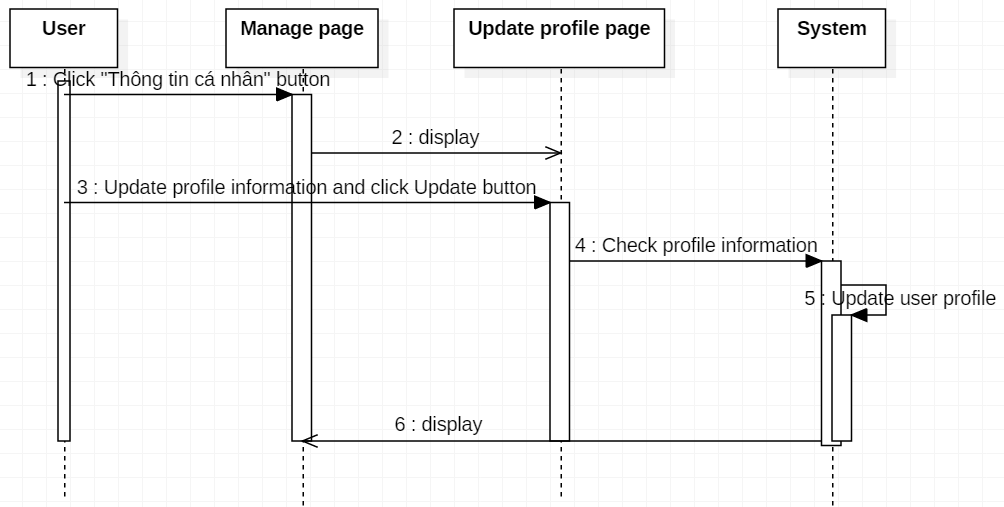 User
Manage page
Update profile page
System
1 : Click "Thông tin cá nhân" button
2 : display
3 : Update profile information and click Update button
4 : Check profile information
5 : Update user profile
6 : display